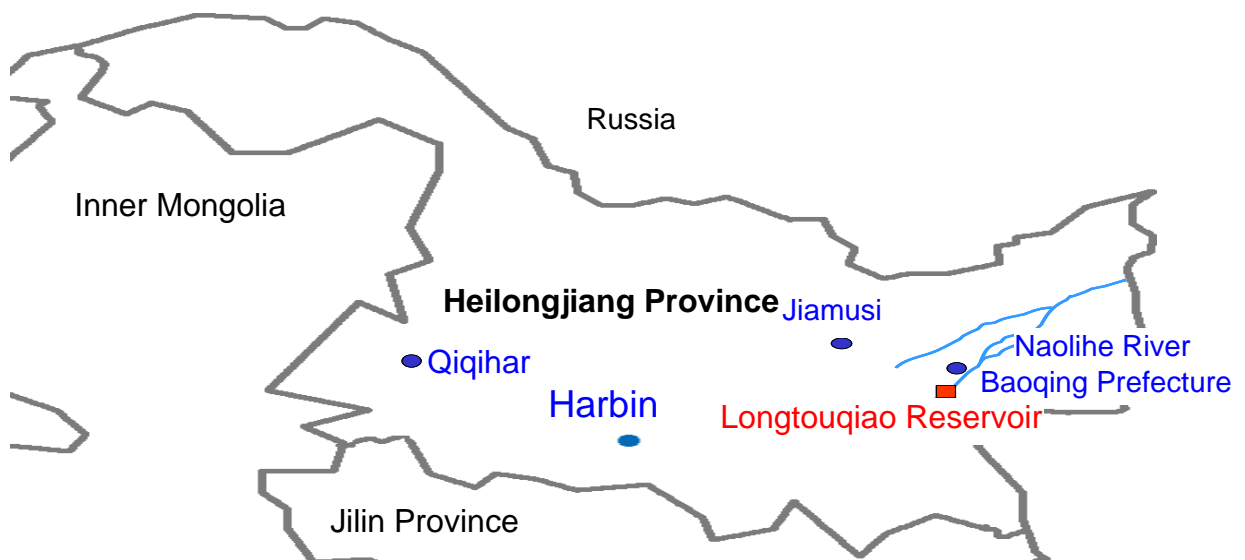 Russia
Inner Mongolia
Heilongjiang Province
Jiamusi
Naolihe River
Qiqihar
Baoqing Prefecture
Harbin
Longtouqiao Reservoir
Jilin Province